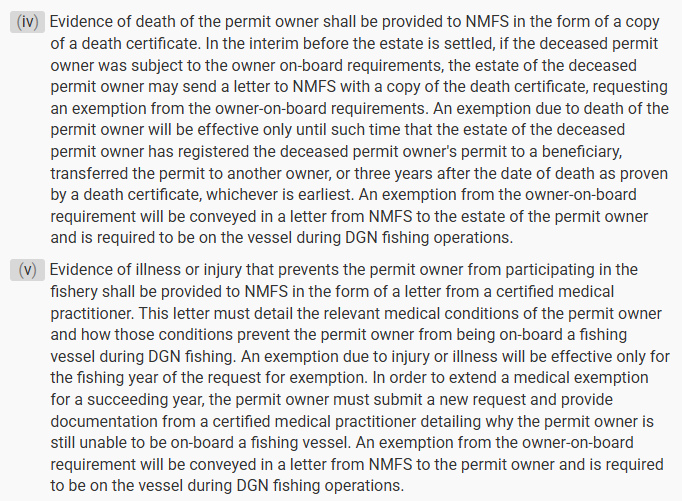 (iv) Evidence of death of the permit owner shall be provided to NMFS in the form of a copy
of a death certificate. In the interim before the estate is settled, if the deceased permit
owner was subject to the owner on-board requirements, the estate of the deceased
permit owner may send a letter to NMFS with a copy of the death certificate, requesting
an exemption from the owner-on-board requirements. An exemption due to death of the
permit owner will be effective only until such time that the estate of the deceased
permit owner has registered the deceased permit owner's permit to a beneficiary,
transferred the permit to another owner, or three years after the date of death as proven
by a death certificate, whichever is earliest. An exemption from the owner-on-board
requirement will be conveyed in a letter from NMFS to the estate of the permit owner
and is required to be on the vessel during DGN fishing operations.
(v) Evidence of illness or injury that prevents the permit owner from participating in the
fishery shall be provided to NMFS in the form of a letter from a certified medical
practitioner. This letter must detail the relevant medical conditions of the permit owner
and how those conditions prevent the permit owner from being on-board a fishing
vessel during DGN fishing. An exemption due to injury or illness will be effective only for
the fishing year of the request for exemption. In order to extend a medical exemption
for a succeeding year, the permit owner must submit a new request and provide
documentation from a certified medical practitioner detailing why the permit owner is
still unable to be on-board a fishing vessel. An exemption from the owner-on-board
requirement will be conveyed in a letter from NMFS to the permit owner and is required
to be on the vessel during DGN fishing operations.